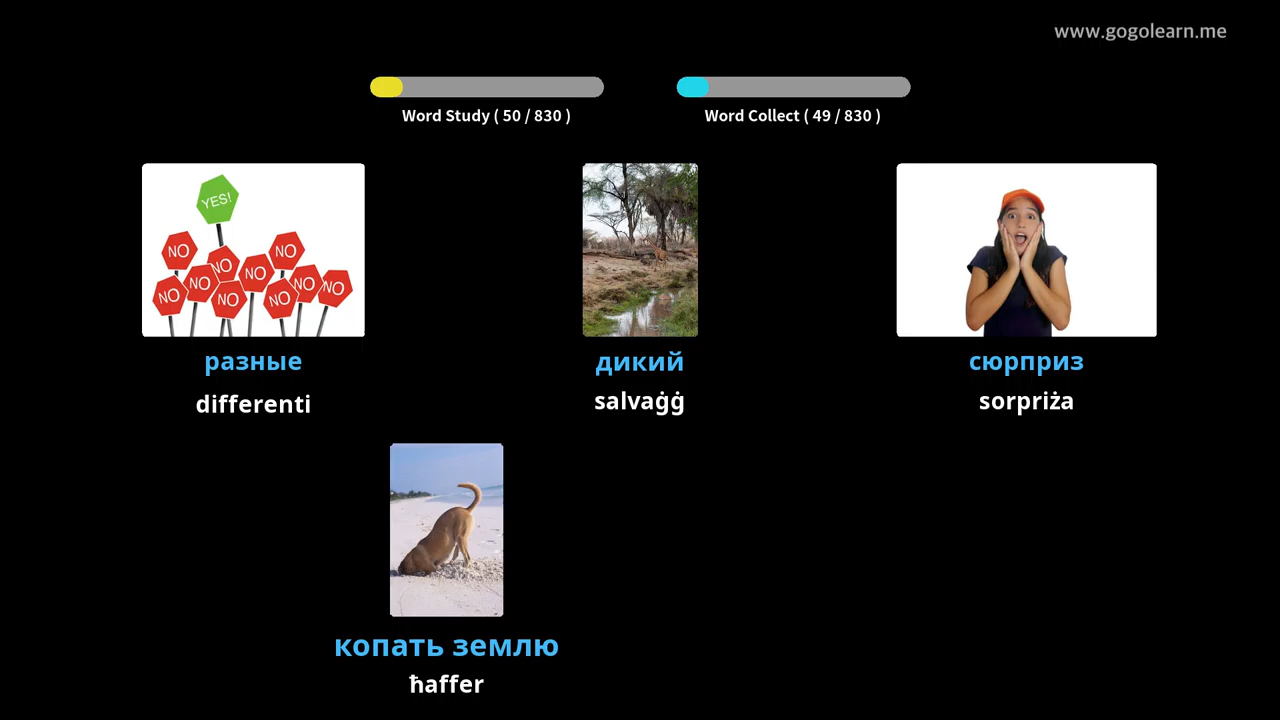 www.gogolearn.me
Word Study ( 50 / 830 )
Word Collect ( 49 / 830 )
YES!
NO
NO
NO
NO
NO
NO
NO
NO
NO
NO
разные
differenti
дикий
salvaġġ
сюрприз
sorpriża
копать землю
ħaffer